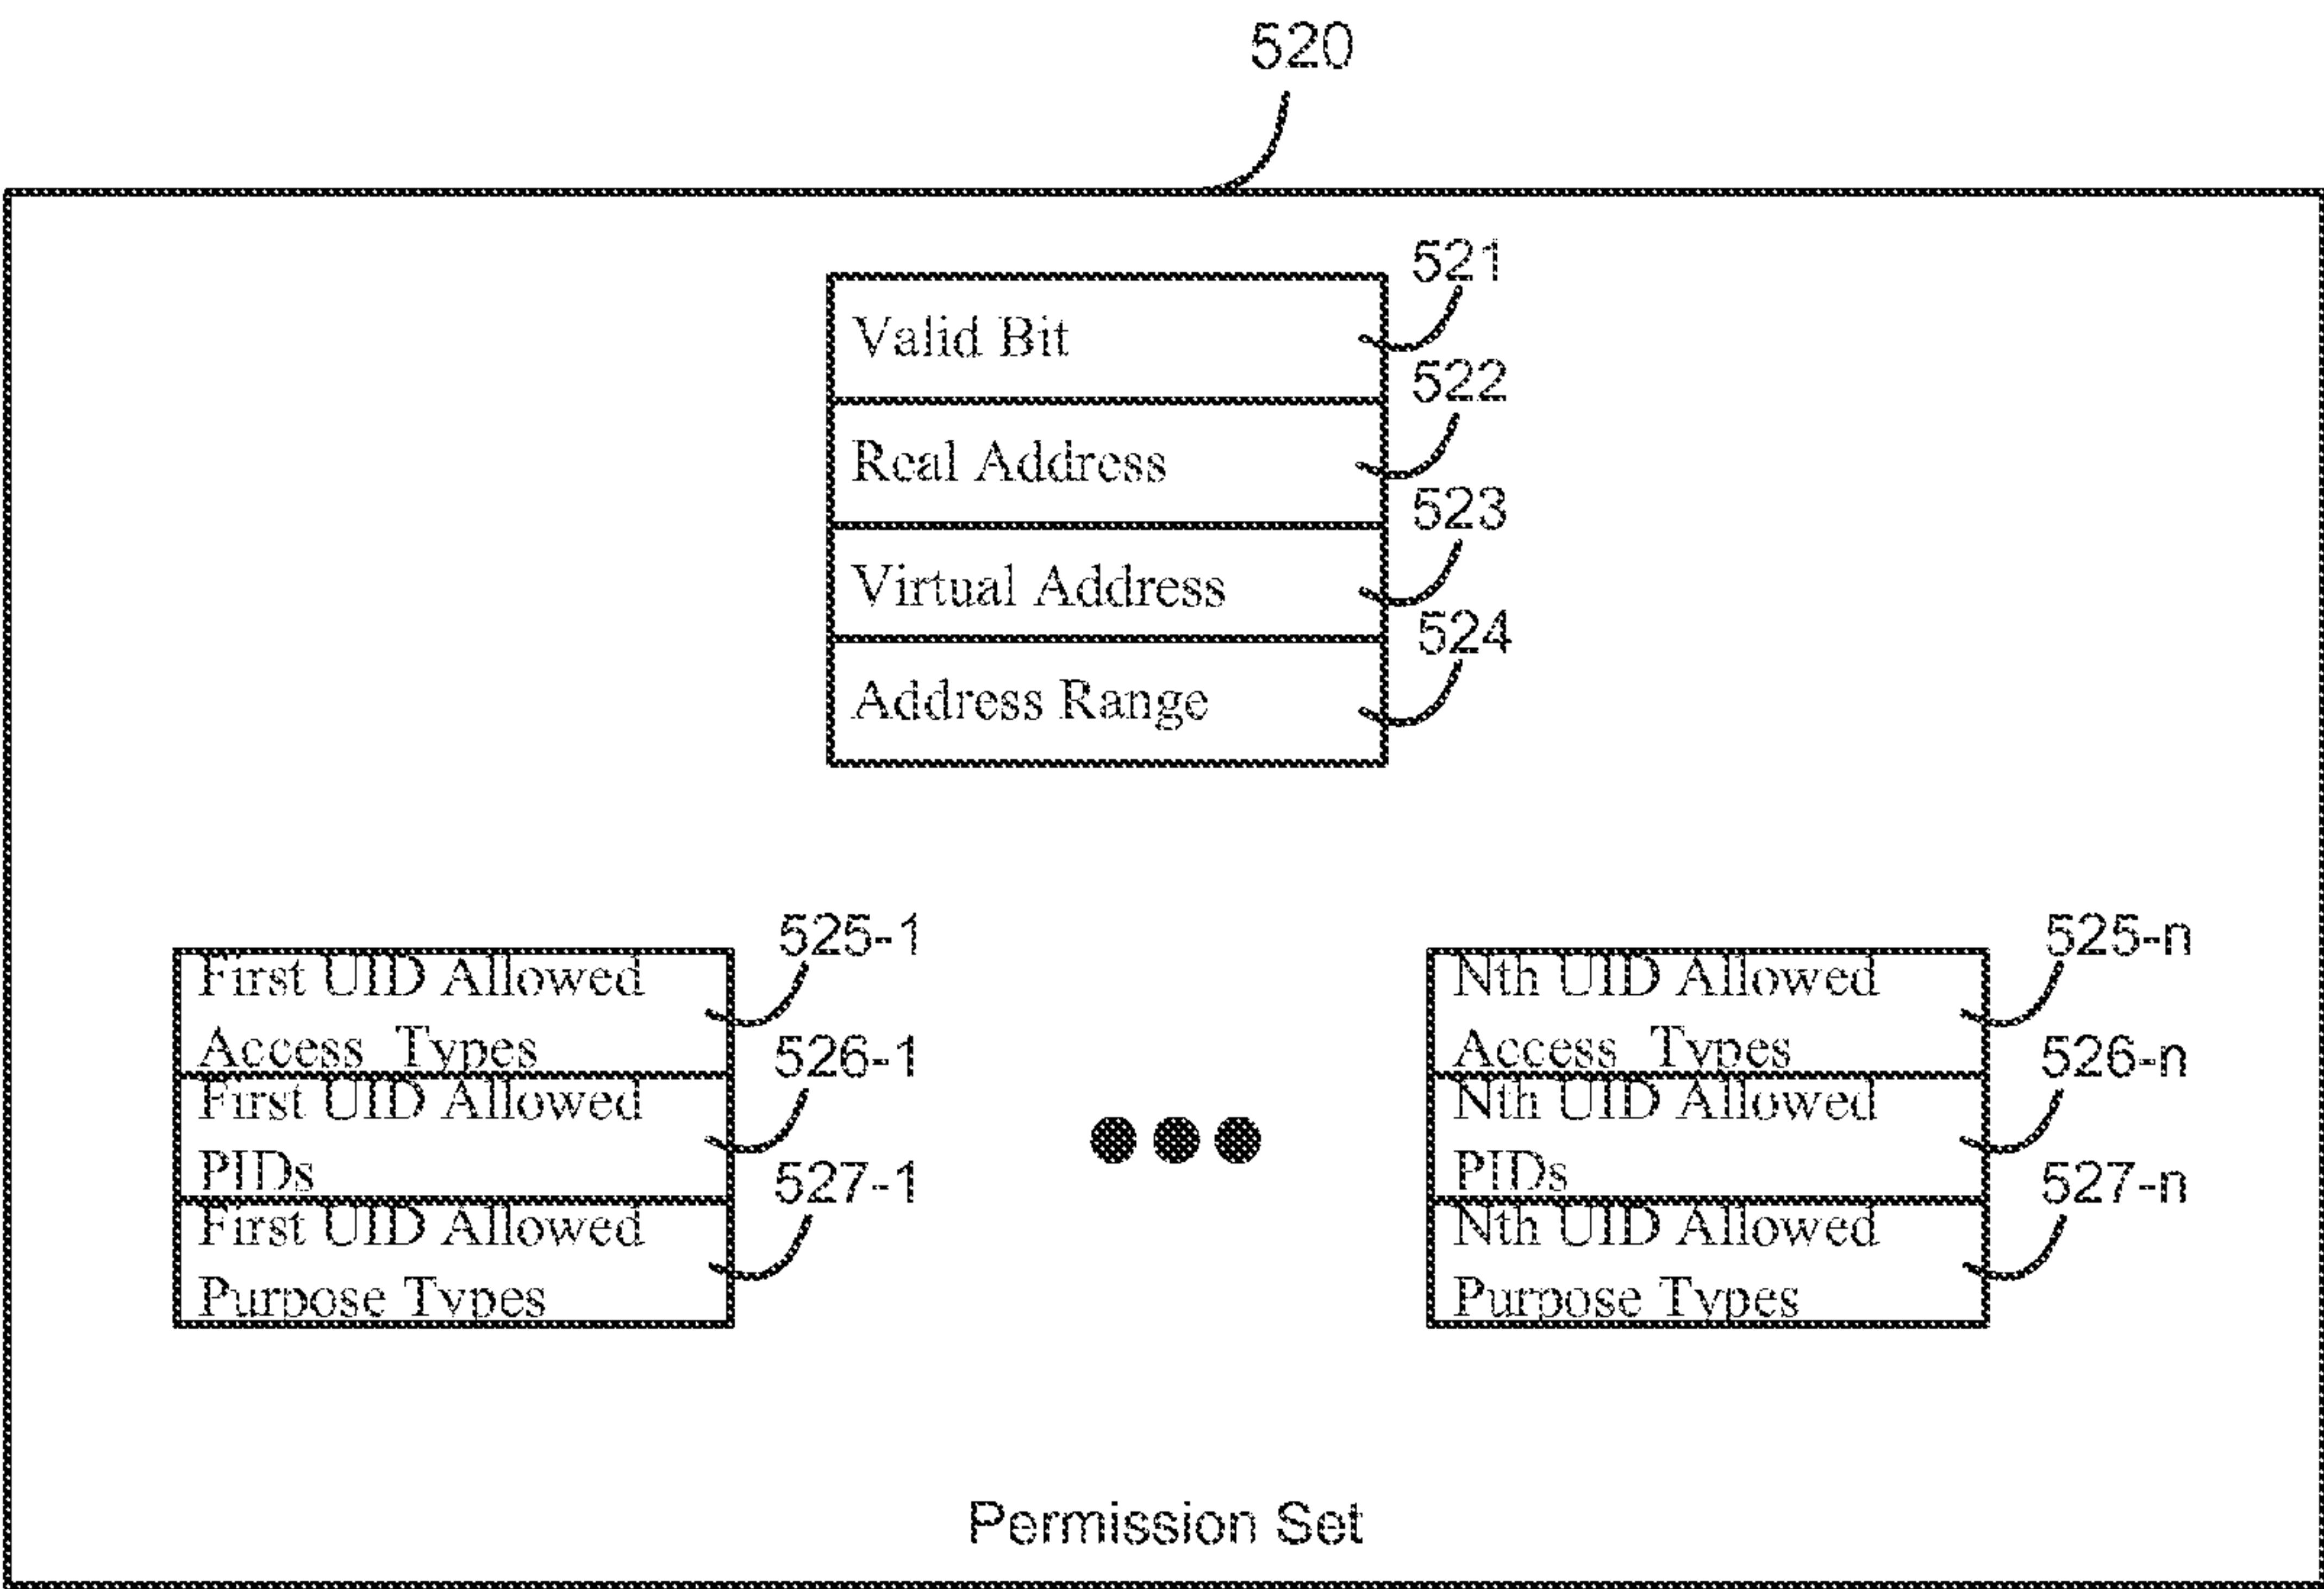 520
Valid Bit
521
Real Address
522
Virtual Address
523
Address Range
524
First UID Allowed
Access Types
525-1
First UID Allowed
PIDs
526-1
First UID Allowed
Purpose Types
527-1
Nth UID Allowed
Access Types
525-n
Nth UID Allowed
PIDs
526-n
Nth UID Allowed
Purpose Types
527-n
Permission Set